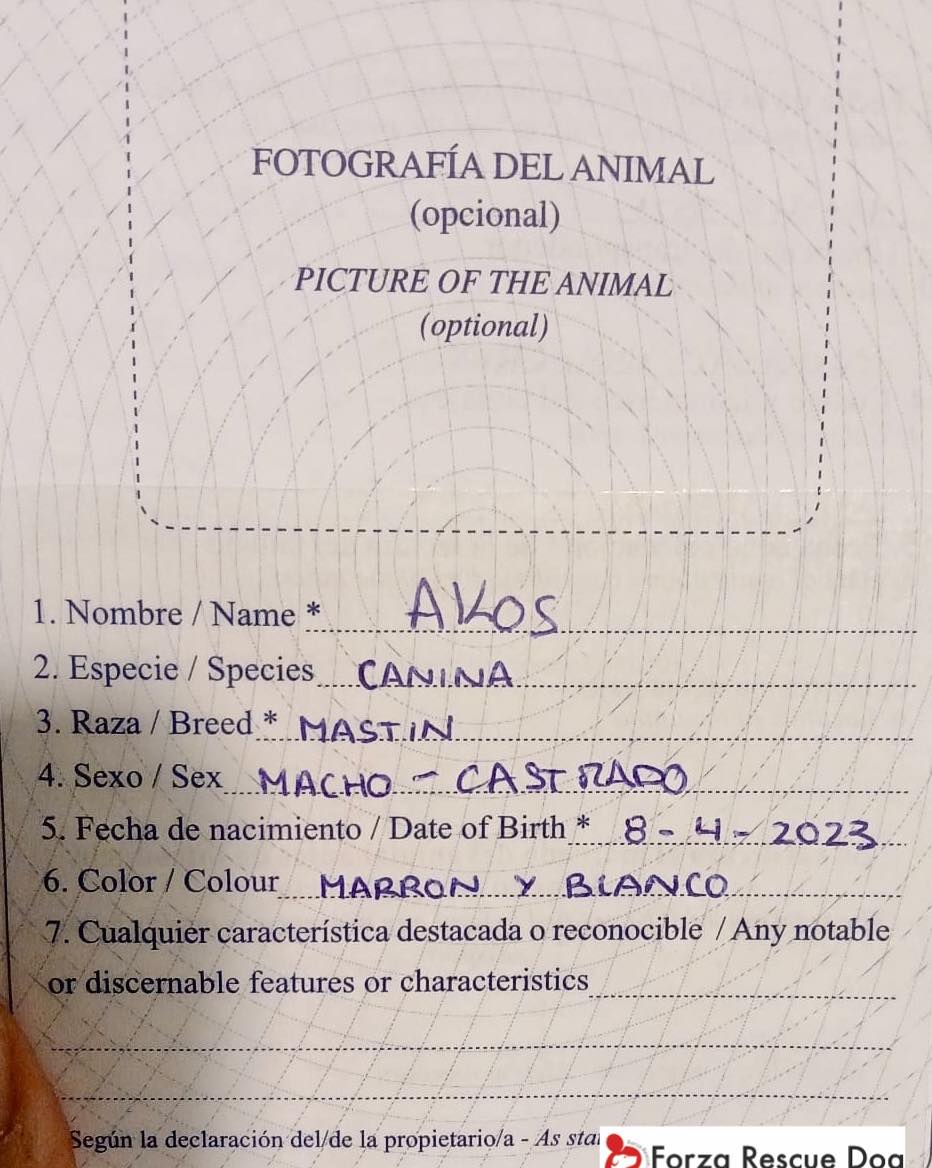 FOTOGRAFÍA DEL ANIMAL
(opcional)
PICTURE OF THE ANIMAL
(optional)
1. Nombre / Name * AKOS
2. Especie / Species CANINA
3. Raza / Breed * MASTIN
4. Sexo / Sex MACHO - CASTRADO
5. Fecha de nacimiento / Date of Birth * 8 - 4 - 2023
6. Color / Colour MARRON Y BLANCO
7. Cualquier característica destacada o reconocible / Any notable
or discernable features or characteristics
Según la declaración del/de la propietario/a - As
Forza Rescue Dog